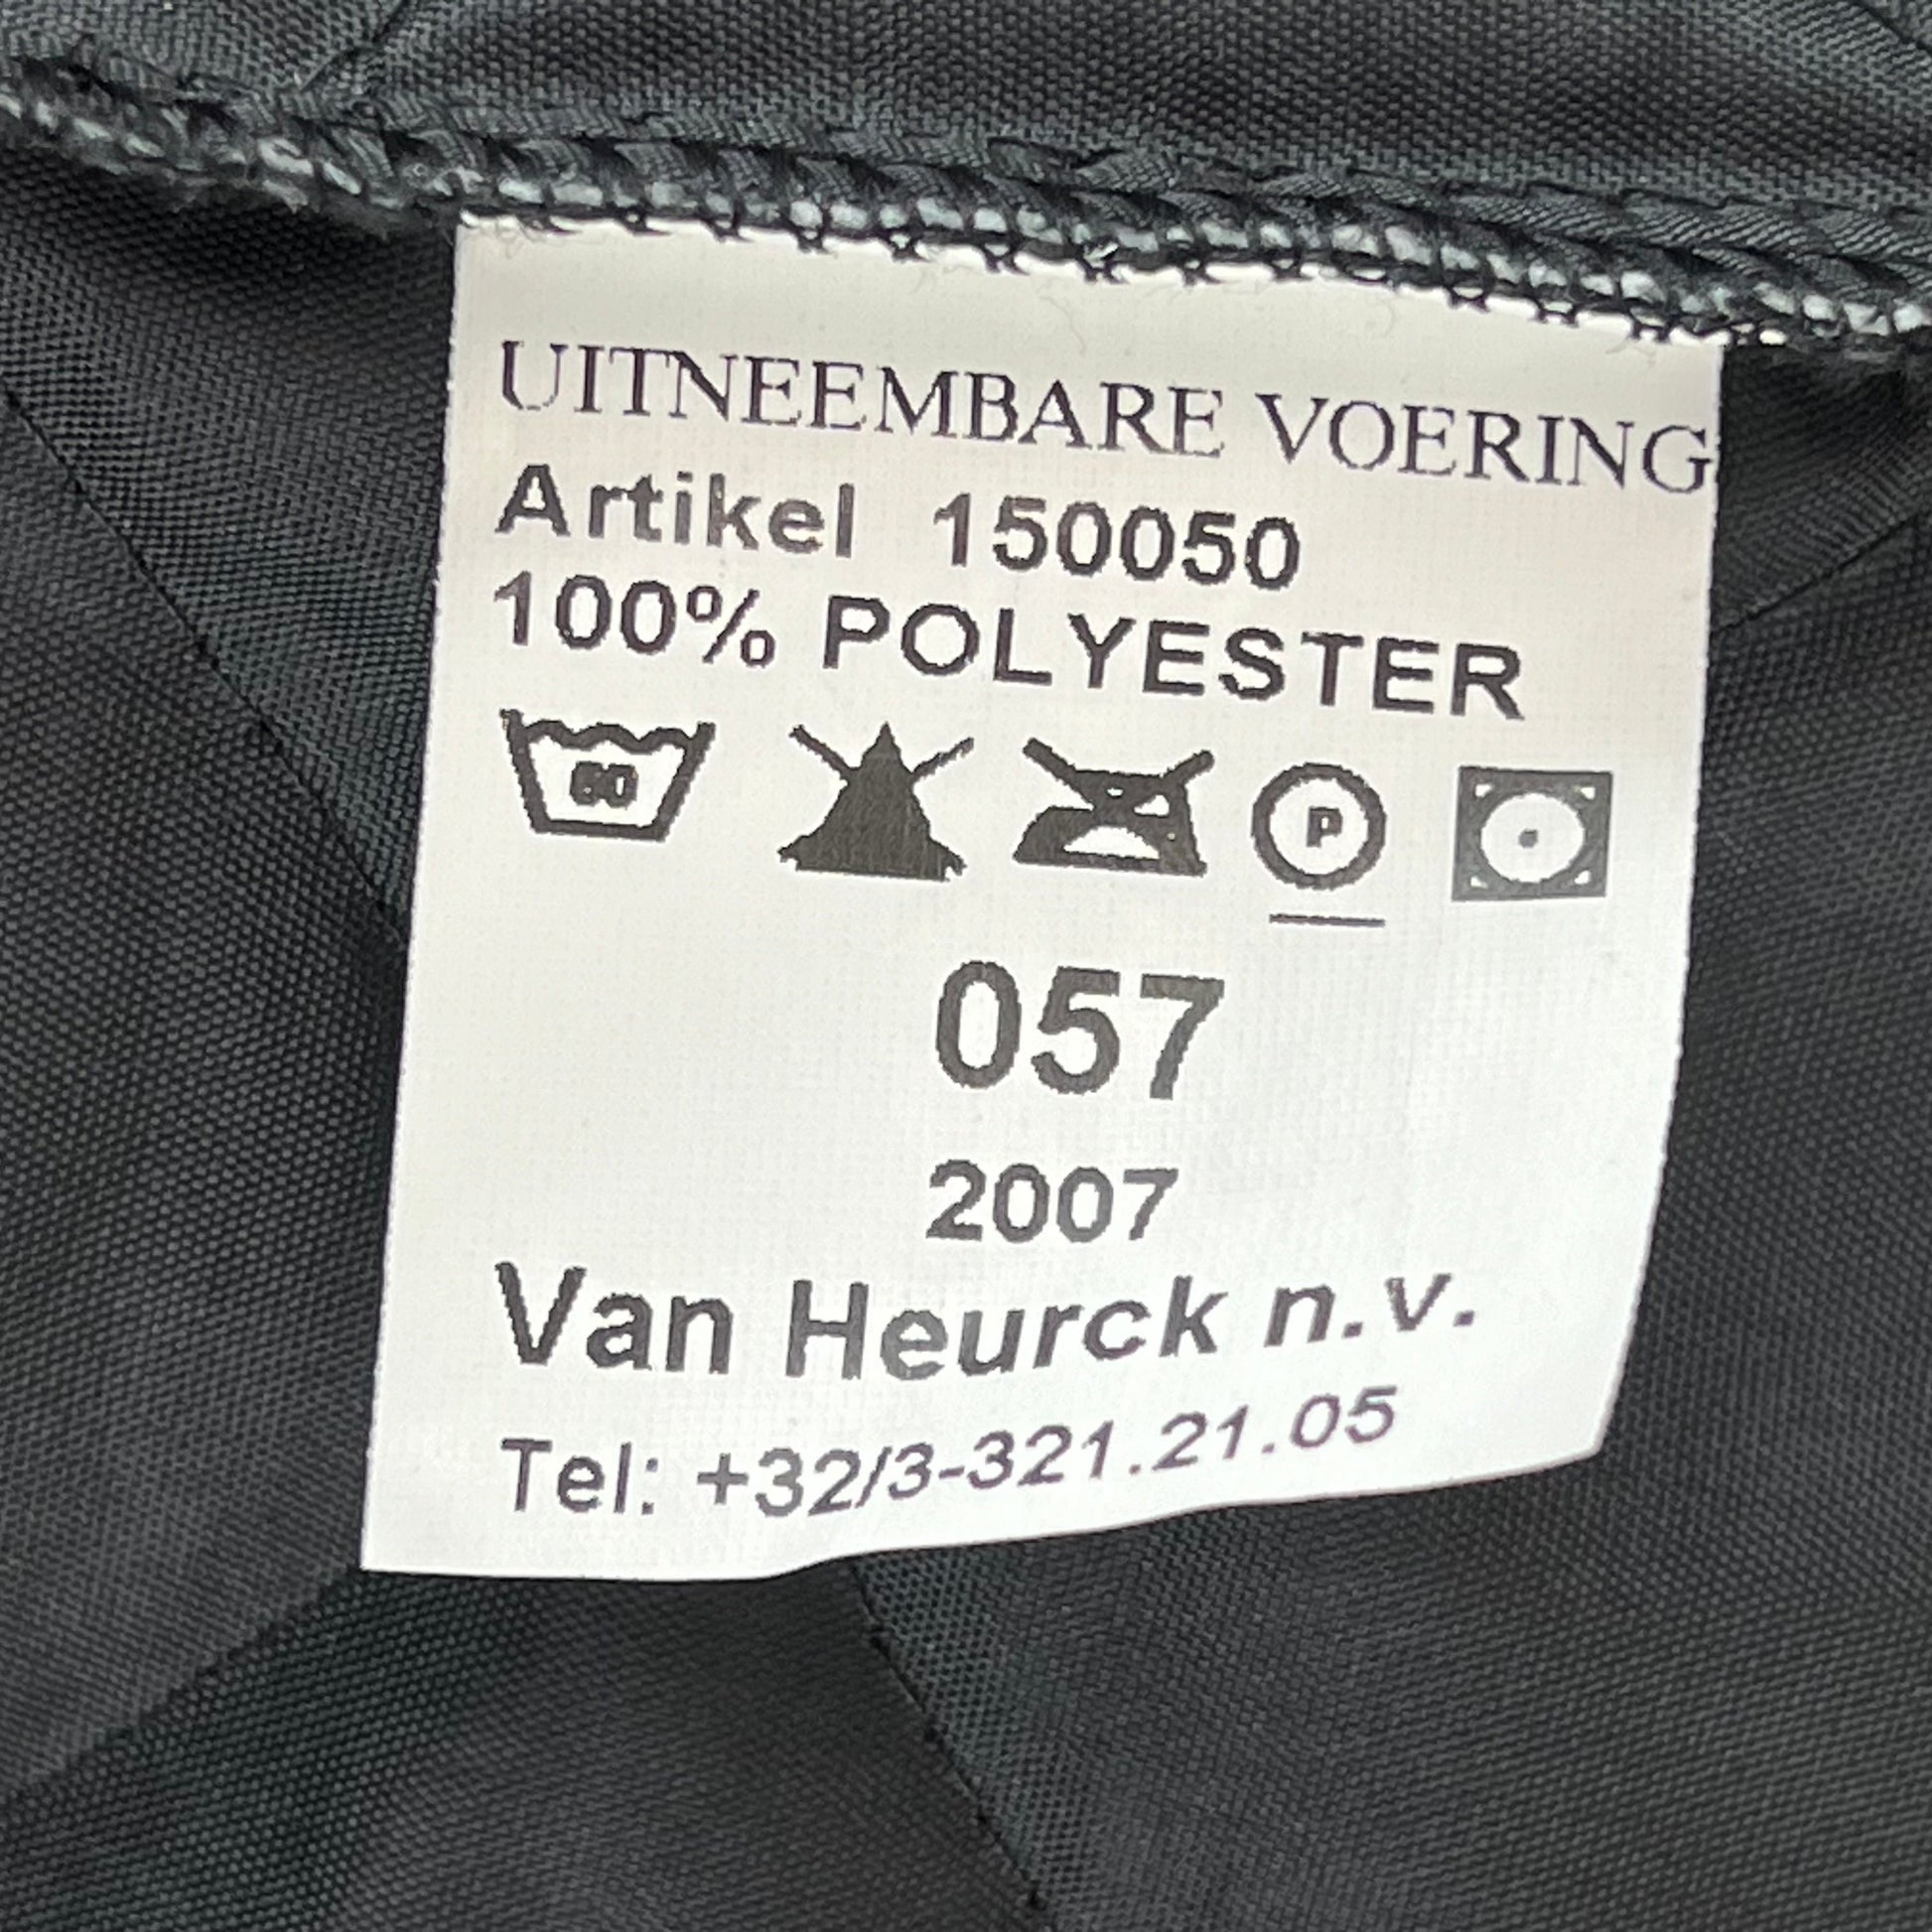 UITNEEMBARE VOERING
Artikel 150050
100% POLYESTER
60 P
057
2007
Van Heurck n.v.
Tel: +32/3-321.21.05